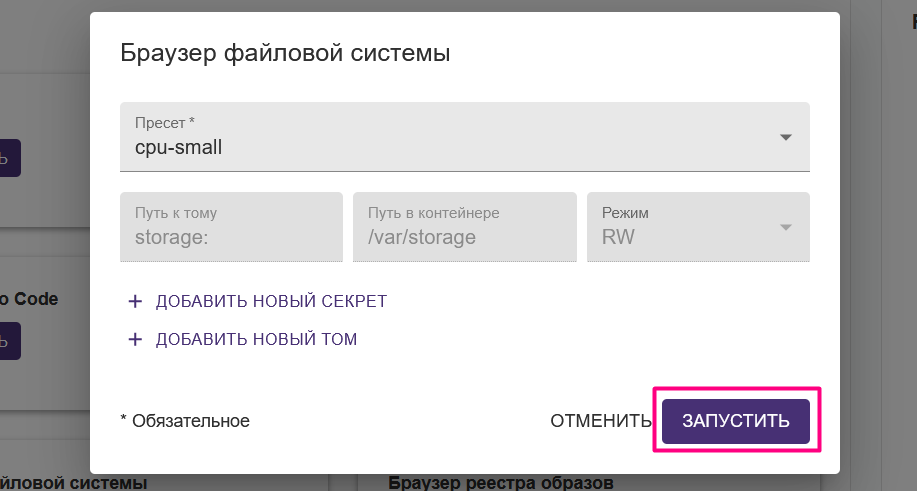 Браузер файловой системы
Пресет *
cpu-small
Путь к тому
storage:
Путь в контейнере
/var/storage
Режим
RW
+ ДОБАВИТЬ НОВЫЙ СЕКРЕТ
+ ДОБАВИТЬ НОВЫЙ ТОМ
* Обязательное
ОТМЕНИТЬ
ЗАПУСТИТЬ
Code
системы
Браузер реестра образов